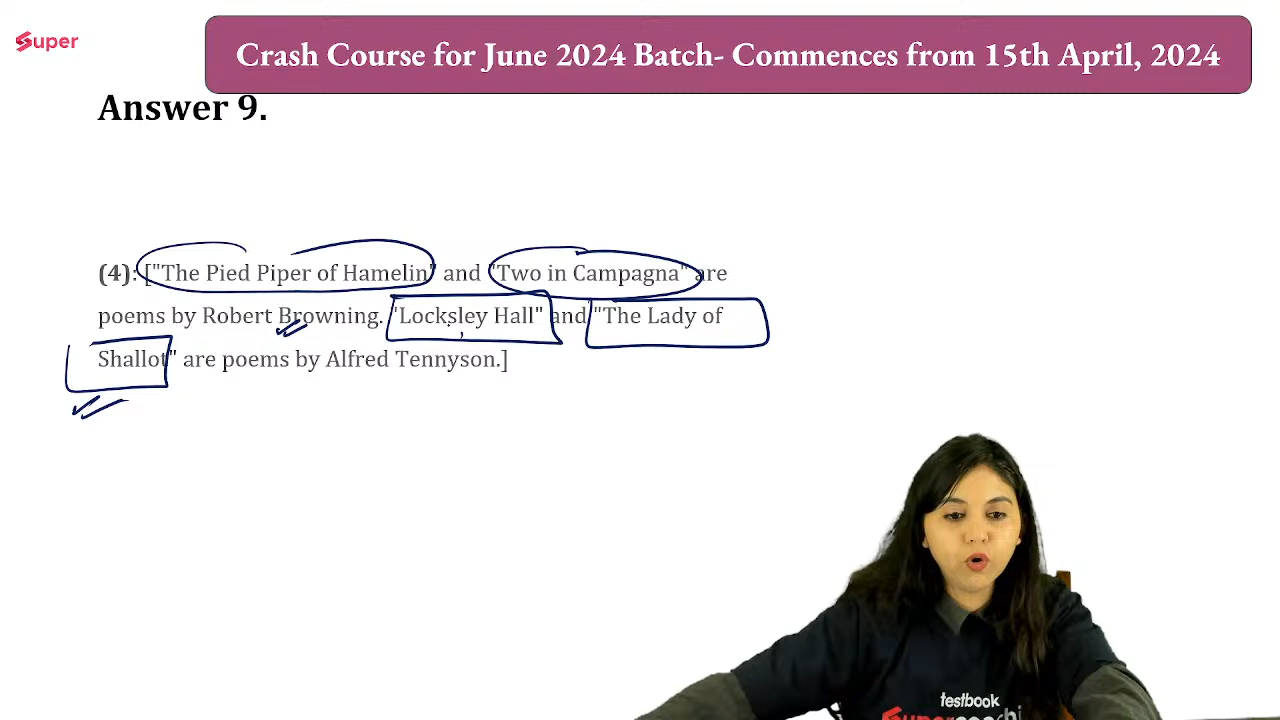 Super
Crash Course for June 2024 Batch- Commences from 15th April, 2024
Answer 9.
(4): ["The Pied Piper of Hamelin" and "Two in Campagna" are
poems by Robert Browning. "Locksley Hall" and "The Lady of
Shallot" are poems by Alfred Tennyson.]
testbook